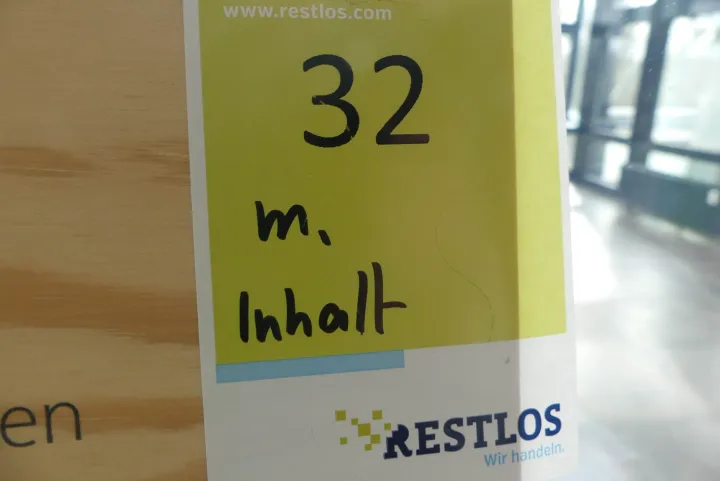 www.restlos.com
32
m.
Inhalt
en
RESTLOS
Wir handeln.